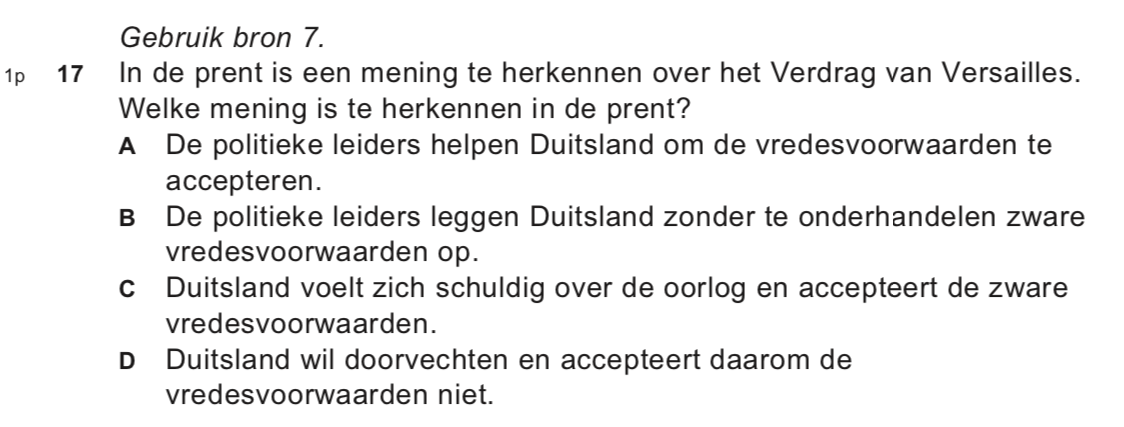 Gebruik bron 7.
1p 17 In de prent is een mening te herkennen over het Verdrag van Versailles.
Welke mening is te herkennen in de prent?
A De politieke leiders helpen Duitsland om de vredesvoorwaarden te
accepteren.
B De politieke leiders leggen Duitsland zonder te onderhandelen zware
vredesvoorwaarden op.
C Duitsland voelt zich schuldig over de oorlog en accepteert de zware
vredesvoorwaarden.
D Duitsland wil doorvechten en accepteert daarom de
vredesvoorwaarden niet.